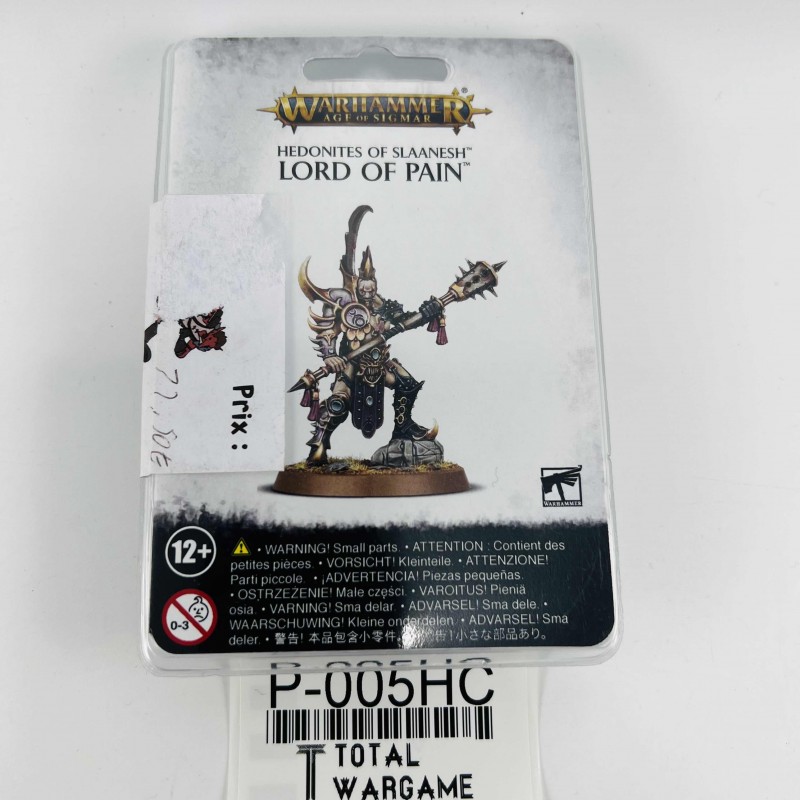 WARHAMMER
AGE OF SIGMAR
HEDONITES OF SLAANESH™
LORD OF PAIN™
Prix :
WARHAMMER
12+
• WARNING! Small parts. • ATTENTION : Contient des
petites pièces. • VORSICHT! Kleinteile. • ATTENZIONE!
Parti piccole. • ¡ADVERTENCIA! Piezas pequeñas.
• OSTRZEŻENIE! Małe części. • VAROITUS! Pieniä
osia. • VARNING! Sma delar. • ADVARSEL! Sma dele. •
WAARSCHUWING! Kleine onderdelen. • ADVARSEL! Sma
deler. • 警告! 本品包含小零件。 警告!小さな部品あり。
0-3
P-005HC
TOTAL
WARGAME